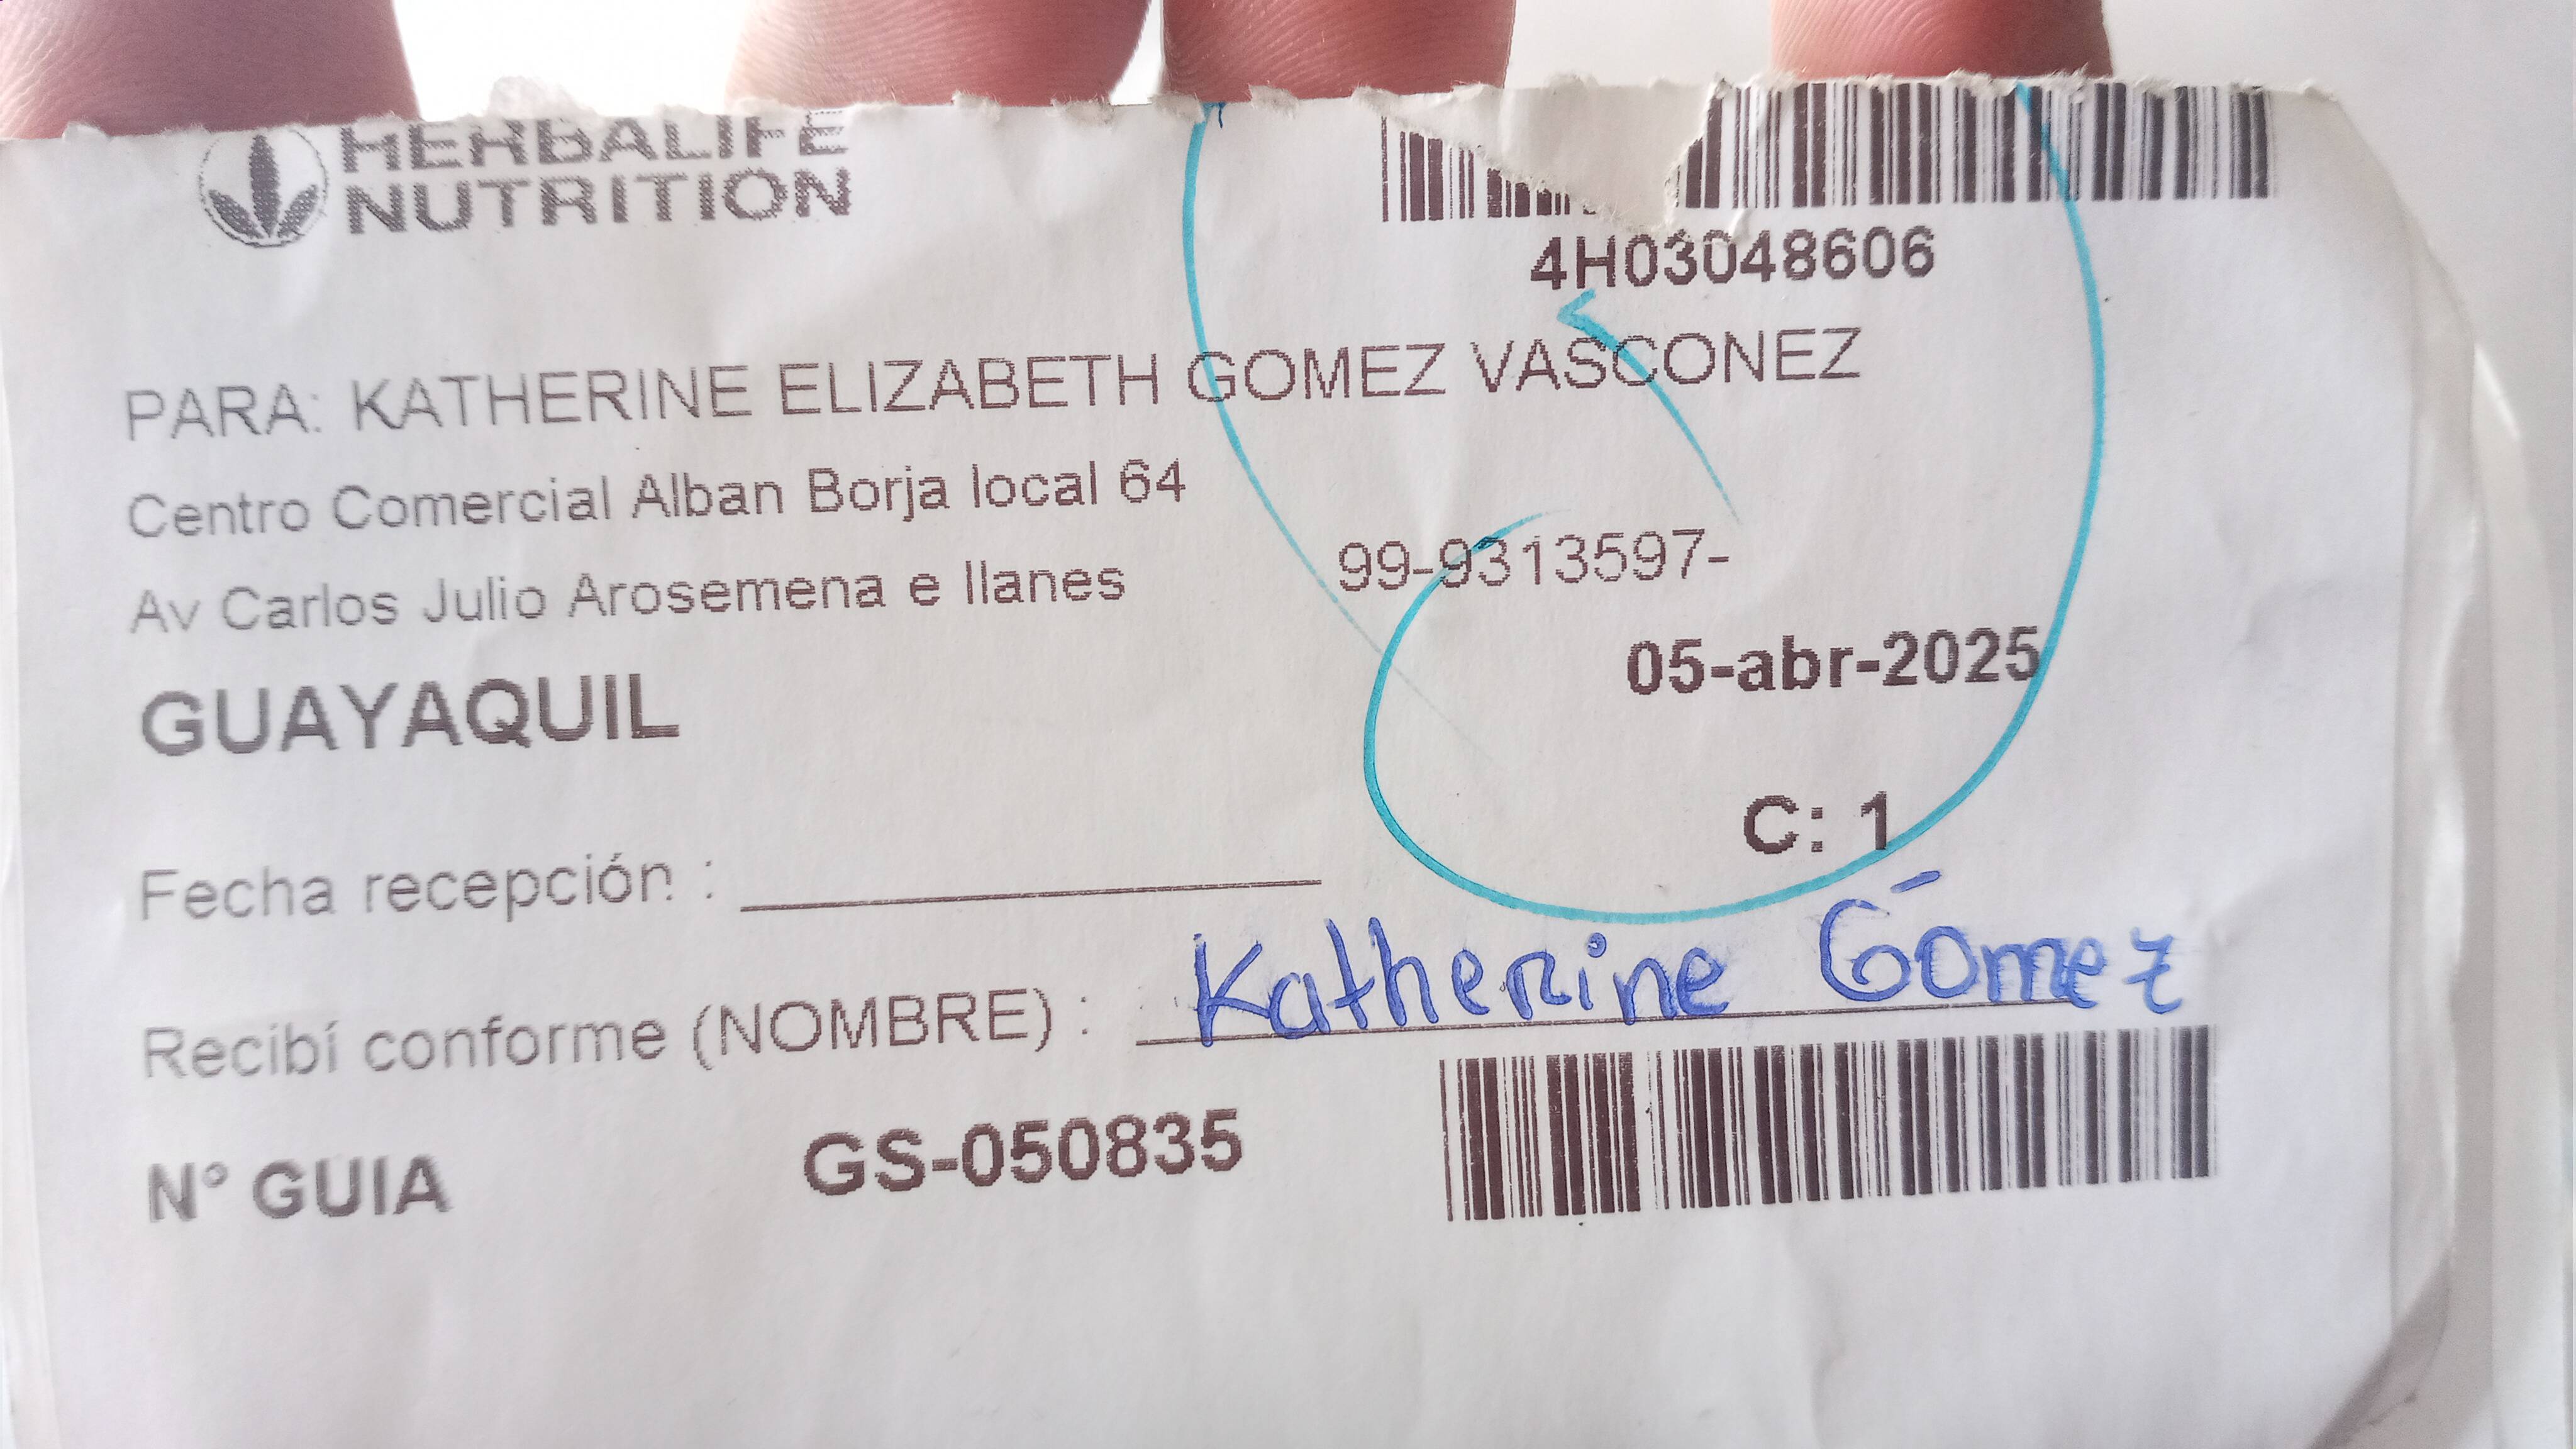 HERBALIFE
NUTRITION
4H03048606
PARA: KATHERINE ELIZABETH GOMEZ VASCONEZ
Centro Comercial Alban Borja local 64
99-9313597-
Av Carlos Julio Arosemena e llanes
05-abr-2025
GUAYAQUIL
C: 1
Fecha recepción :
Recibí conforme (NOMBRE) : Katherine Gómez
N° GUIA GS-050835